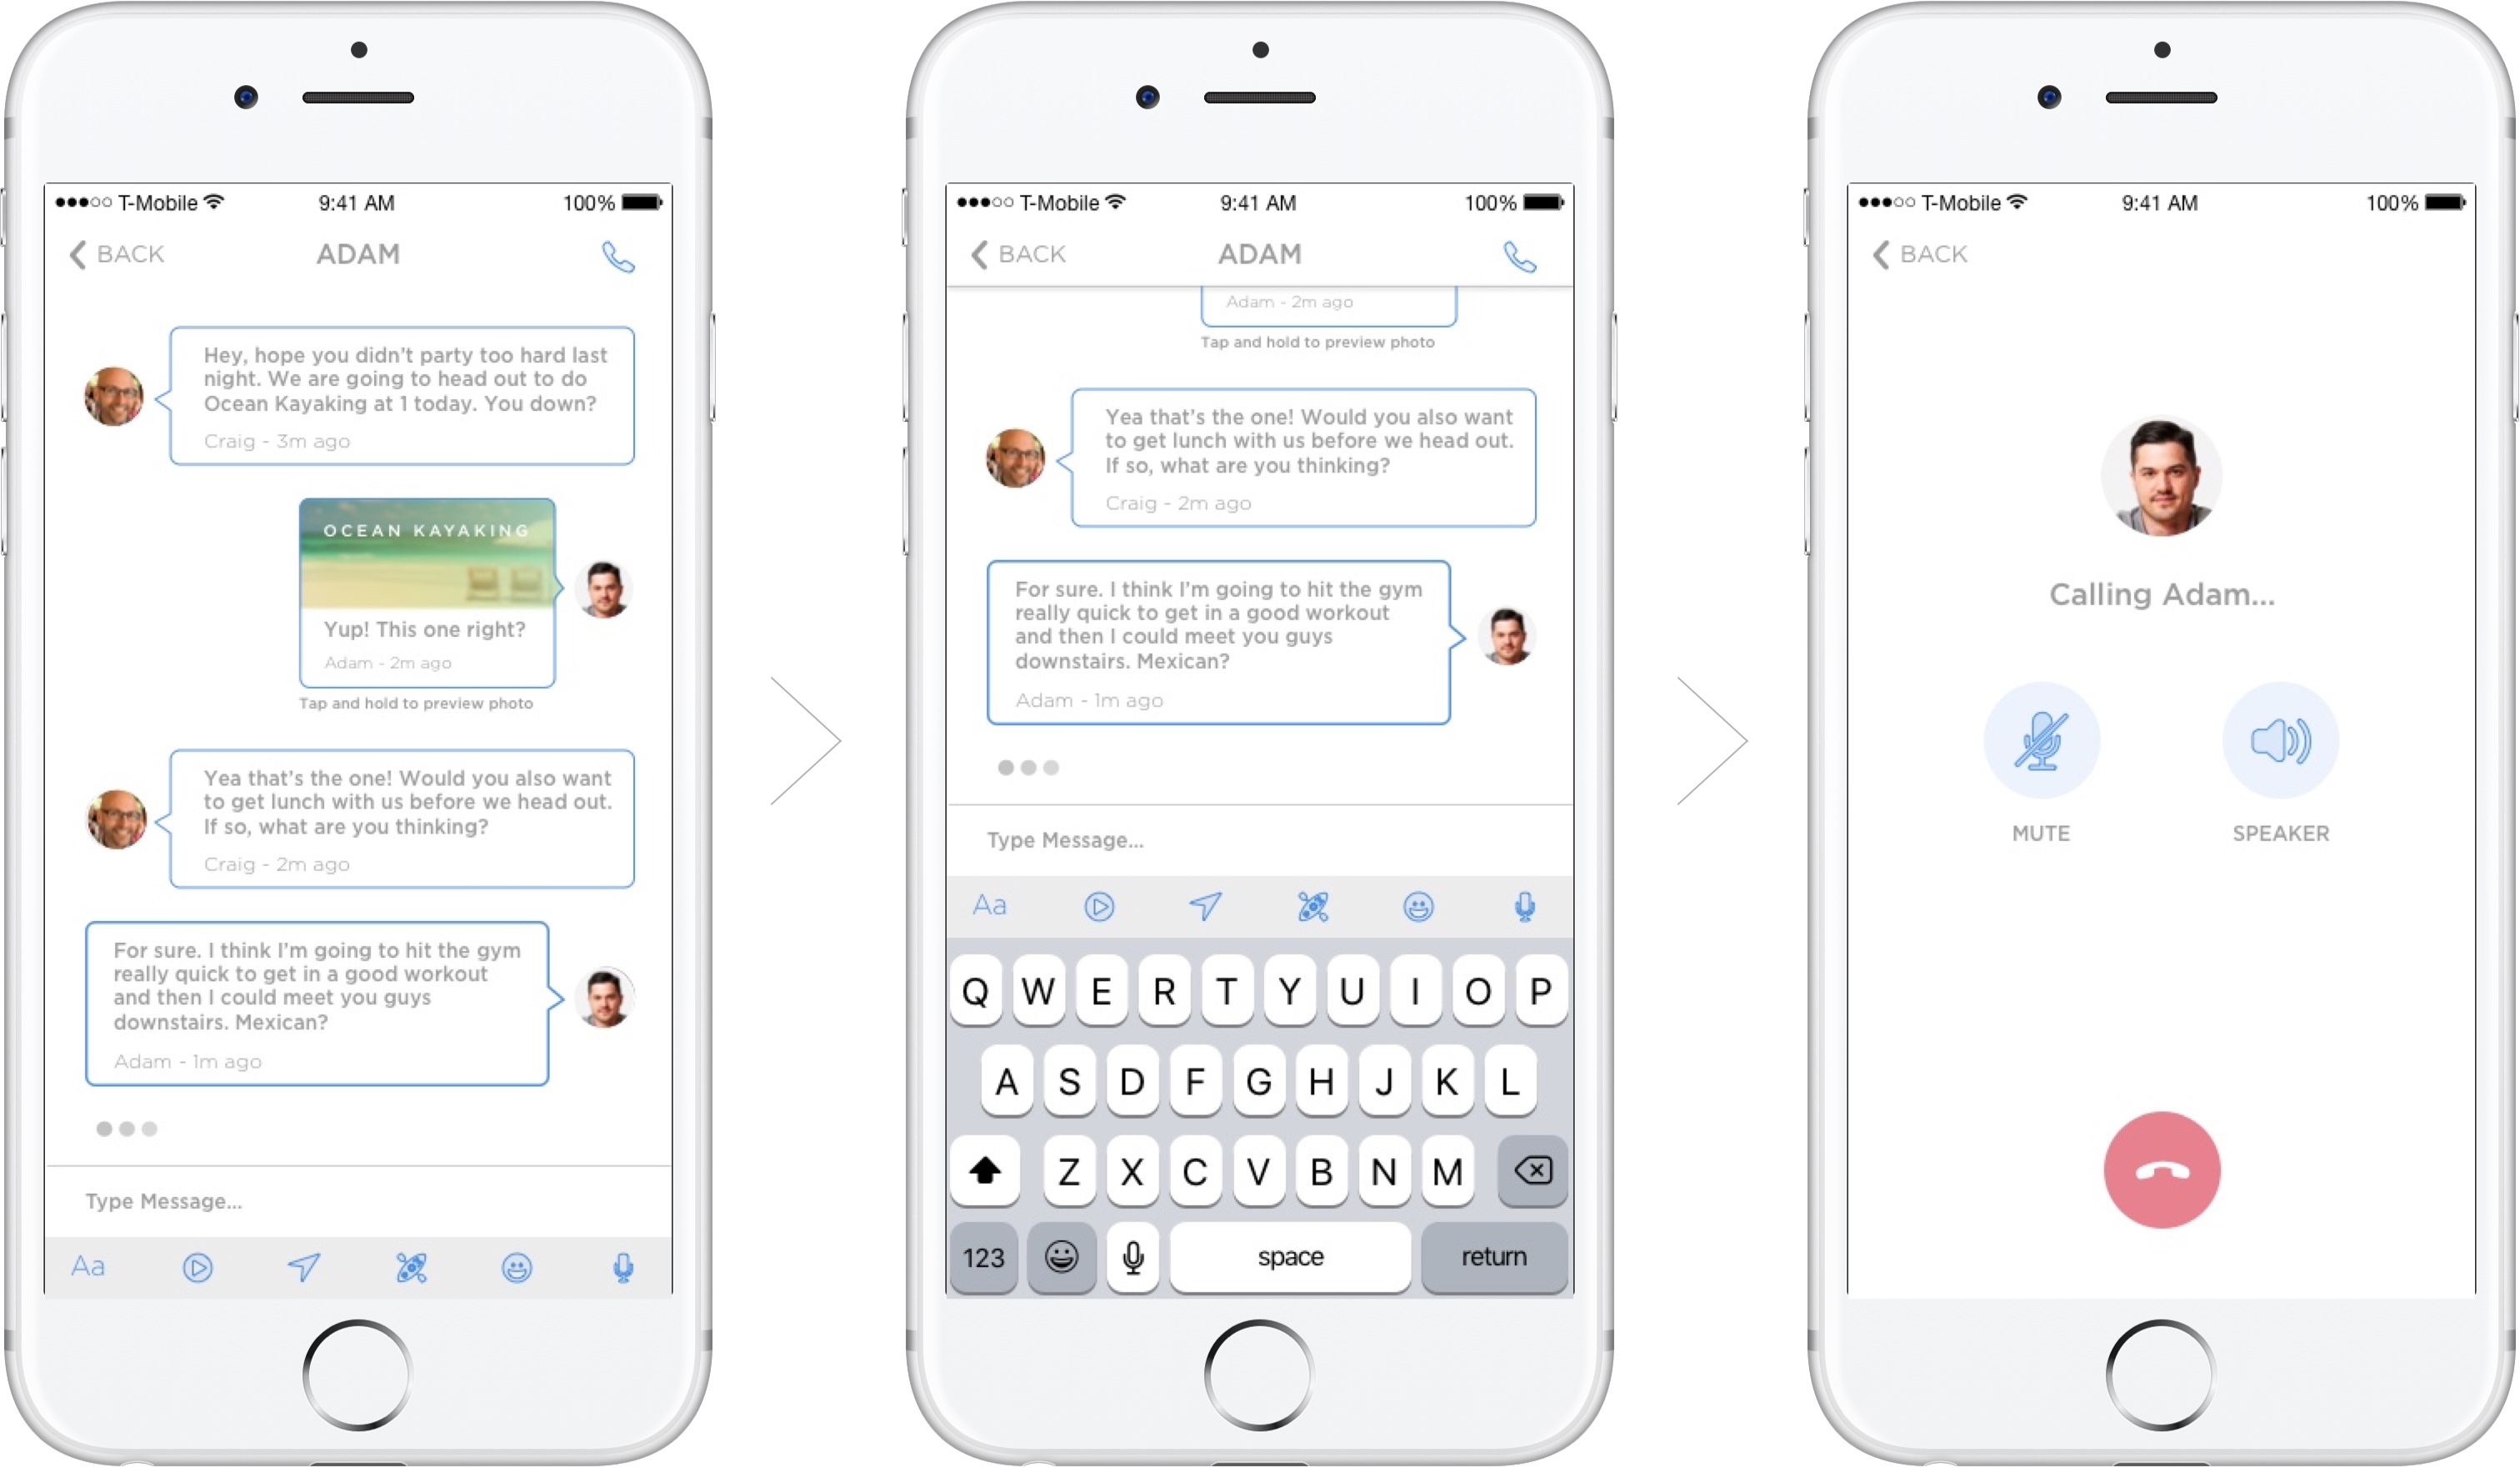 T-Mobile 9:41 AM 100%
BACK ADAM
Hey, hope you didn’t party too hard last
night. We are going to head out to do
Ocean Kayaking at 1 today. You down?
Craig - 3m ago
OCEAN KAYAKING
Yup! This one right?
Adam - 2m ago
Tap and hold to preview photo
Yea that’s the one! Would you also want
to get lunch with us before we head out.
If so, what are you thinking?
Craig - 2m ago
For sure. I think I’m going to hit the gym
really quick to get in a good workout
and then I could meet you guys
downstairs. Mexican?
Adam - 1m ago
Type Message...
Aa
T-Mobile 9:41 AM 100%
BACK ADAM
Adam - 2m ago
Tap and hold to preview photo
Yea that’s the one! Would you also want
to get lunch with us before we head out.
If so, what are you thinking?
Craig - 2m ago
For sure. I think I’m going to hit the gym
really quick to get in a good workout
and then I could meet you guys
downstairs. Mexican?
Adam - 1m ago
Type Message...
Aa
Q W E R T Y U I O P
A S D F G H J K L
Z X C V B N M
123 space return
T-Mobile 9:41 AM 100%
BACK
Calling Adam...
MUTE SPEAKER